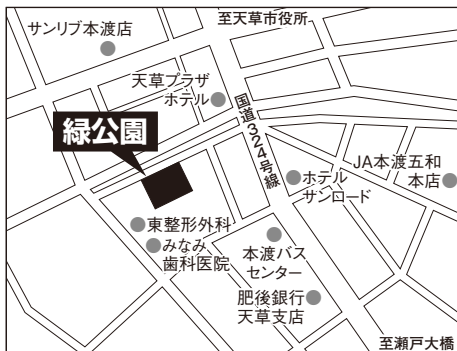 サンリブ本渡店
至天草市役所
天草プラザ
ホテル
国道324号線
緑公園
JA本渡五和
本店
ホテル
サンロード
東整形外科
みなみ
歯科医院
本渡バス
センター
肥後銀行
天草支店
至瀬戸大橋